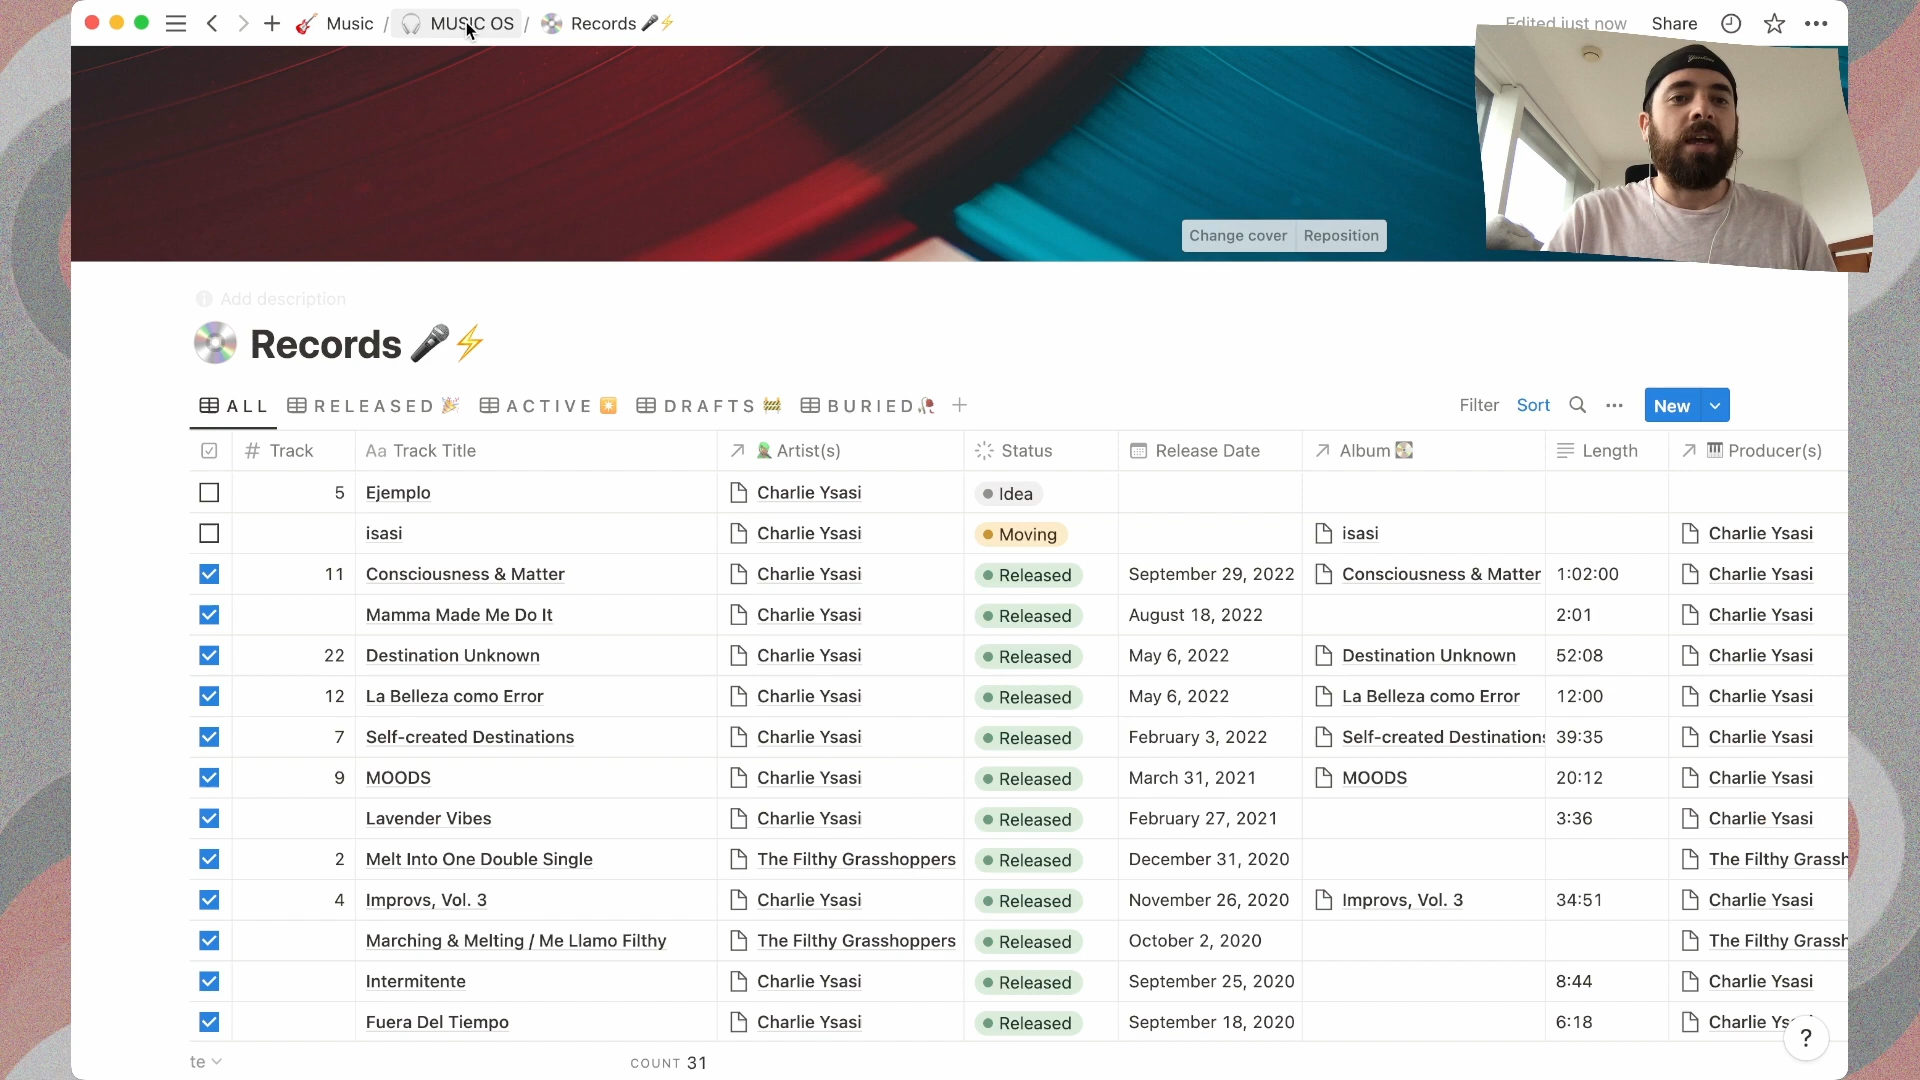 Music / MUSIC OS / Records Edited just now Share
Change cover Reposition
Add description
Records
ALL RELEASED ACTIVE DRAFTS BURIED Filter Sort New
# Track Aa Track Title Artist(s) Status Release Date Album Length Producer(s)
5 Ejemplo Charlie Ysasi Idea
isasi Charlie Ysasi Moving isasi Charlie Ysasi
11 Consciousness & Matter Charlie Ysasi Released September 29, 2022 Consciousness & Matter 1:02:00 Charlie Ysasi
Mamma Made Me Do It Charlie Ysasi Released August 18, 2022 2:01 Charlie Ysasi
22 Destination Unknown Charlie Ysasi Released May 6, 2022 Destination Unknown 52:08 Charlie Ysasi
12 La Belleza como Error Charlie Ysasi Released May 6, 2022 La Belleza como Error 12:00 Charlie Ysasi
7 Self-created Destinations Charlie Ysasi Released February 3, 2022 Self-created Destinations 39:35 Charlie Ysasi
9 MOODS Charlie Ysasi Released March 31, 2021 MOODS 20:12 Charlie Ysasi
Lavender Vibes Charlie Ysasi Released February 27, 2021 3:36 Charlie Ysasi
2 Melt Into One Double Single The Filthy Grasshoppers Released December 31, 2020 The Filthy Grassh
4 Improvs, Vol. 3 Charlie Ysasi Released November 26, 2020 Improvs, Vol. 3 34:51 Charlie Ysasi
Marching & Melting / Me Llamo Filthy The Filthy Grasshoppers Released October 2, 2020 The Filthy Grassh
Intermitente Charlie Ysasi Released September 25, 2020 8:44 Charlie Ysasi
Fuera Del Tiempo Charlie Ysasi Released September 18, 2020 6:18 Charlie Ys
te COUNT 31 ?